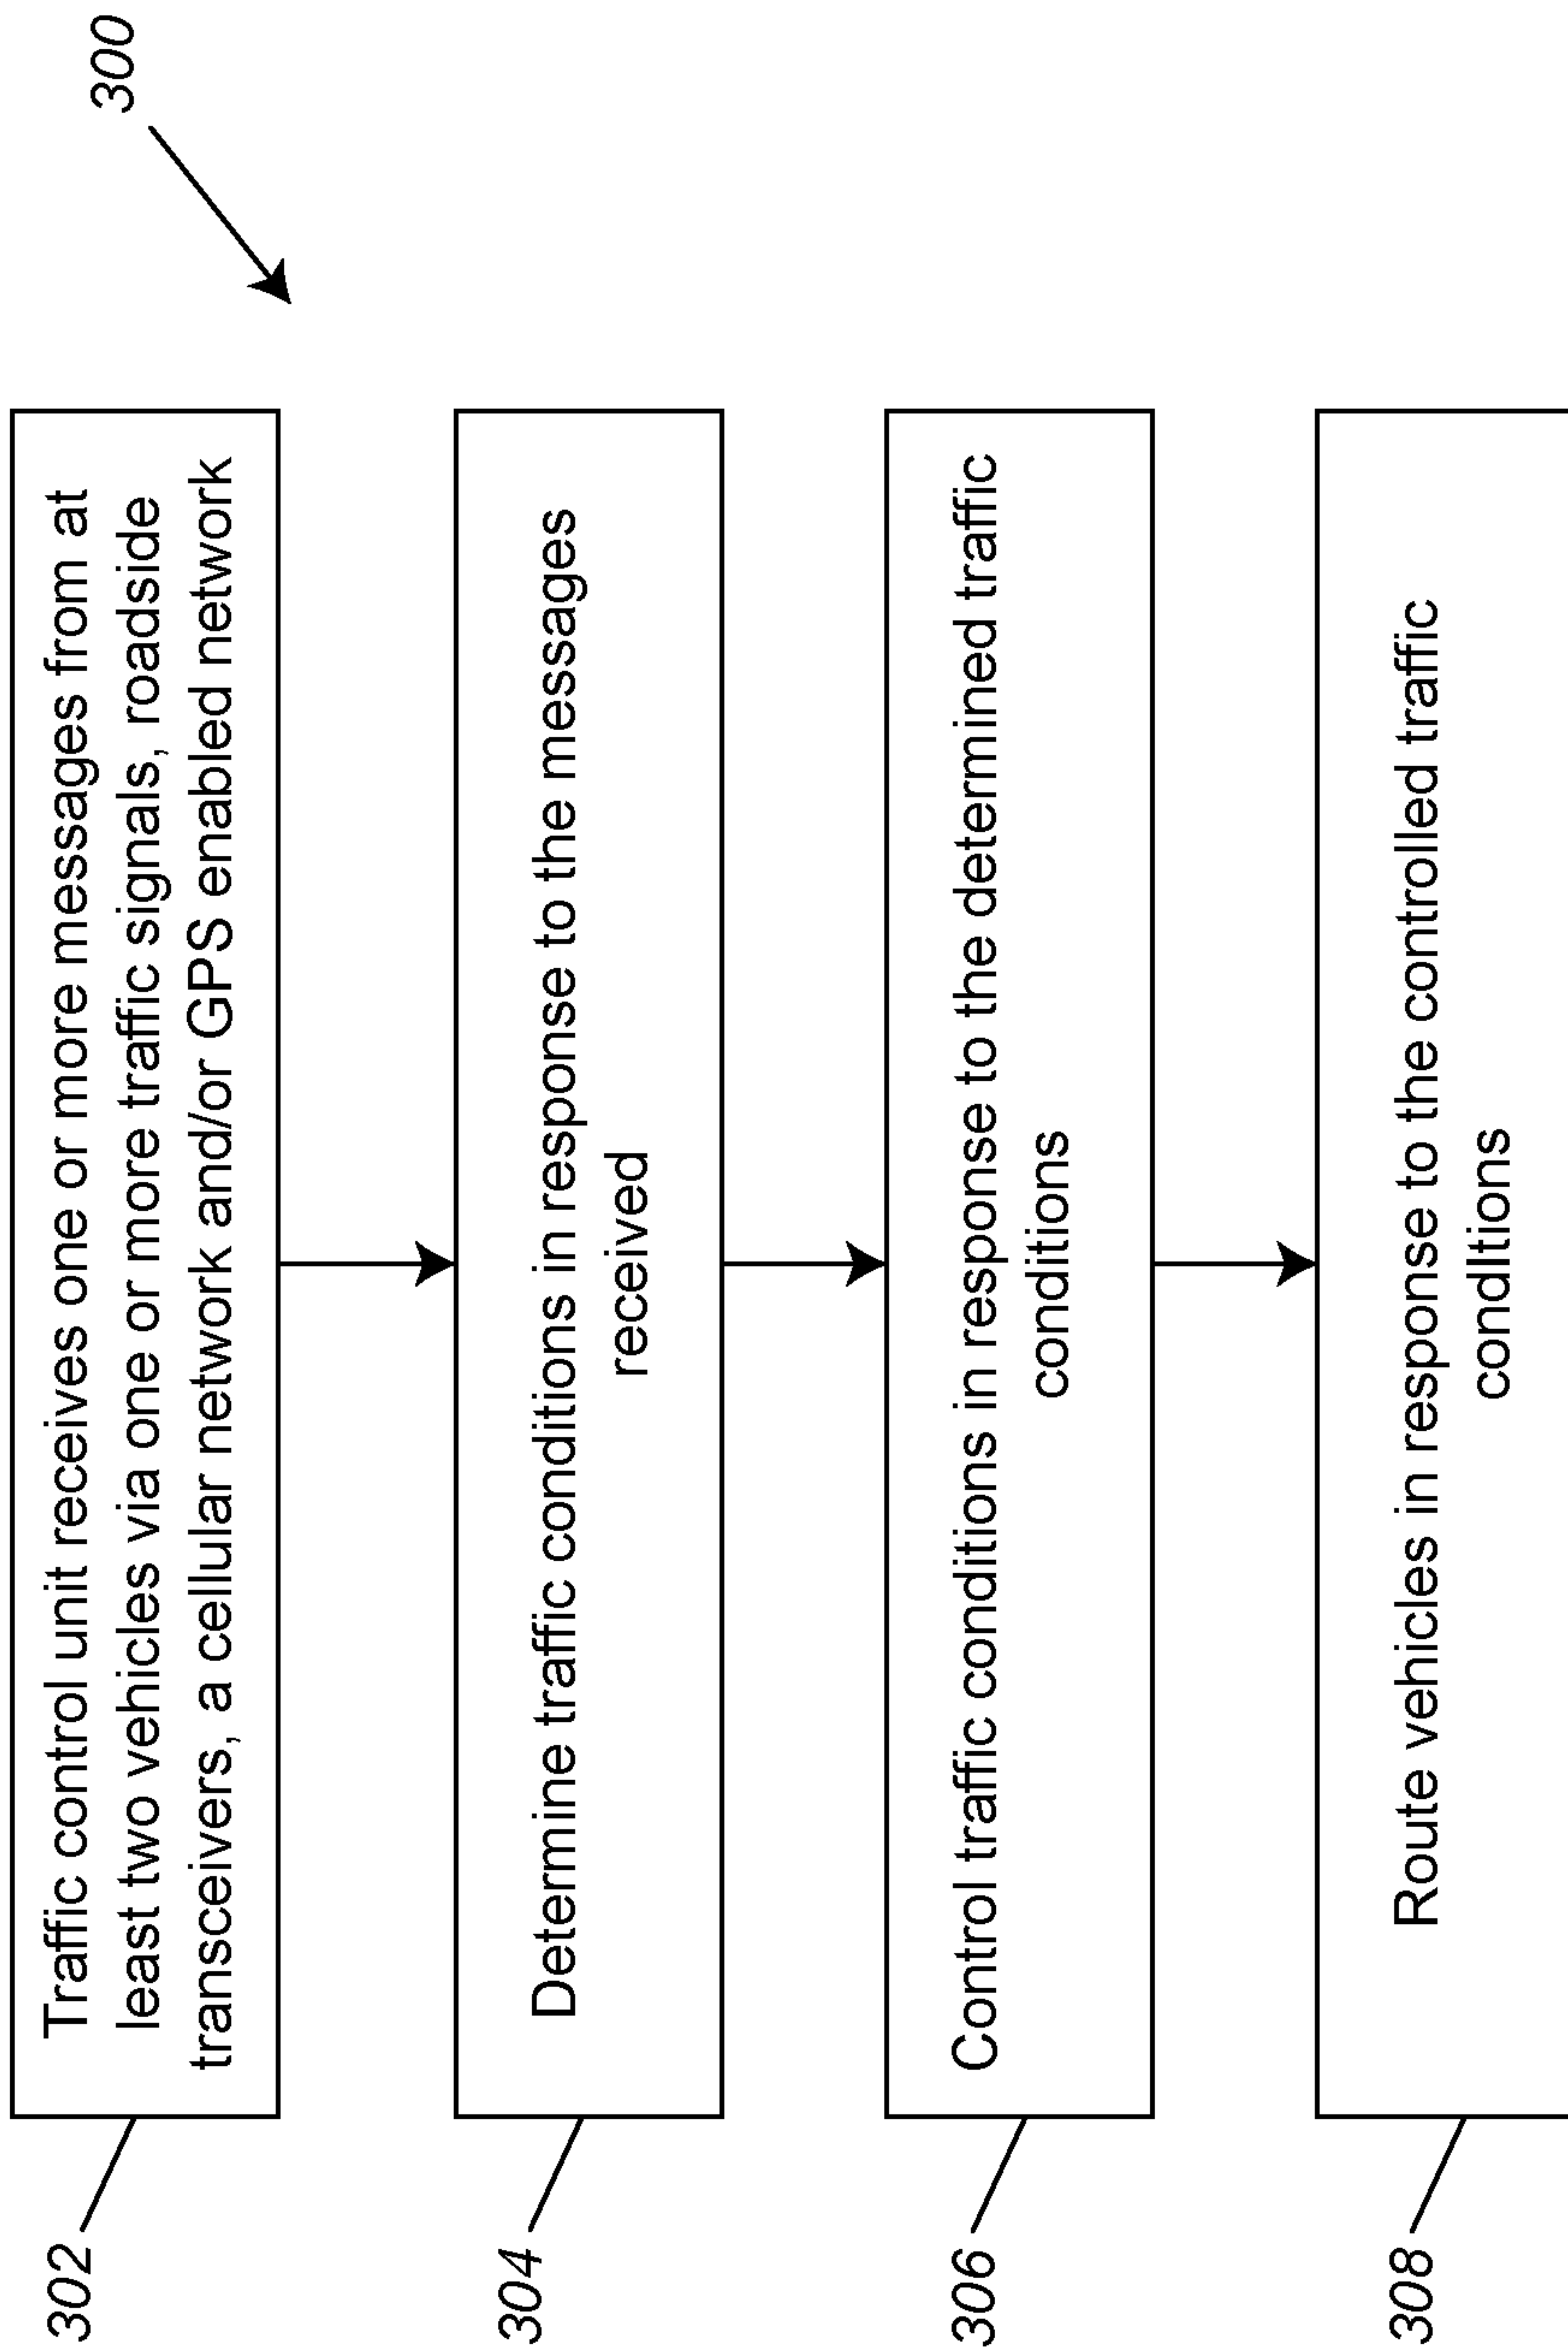 300
302
Traffic control unit receives one or more messages from at
least two vehicles via one or more traffic signals, roadside
transceivers, a cellular network and/or GPS enabled network
304
Determine traffic conditions in response to the messages
received
306
Control traffic conditions in response to the determined traffic
conditions
308
Route vehicles in response to the controlled traffic
conditions